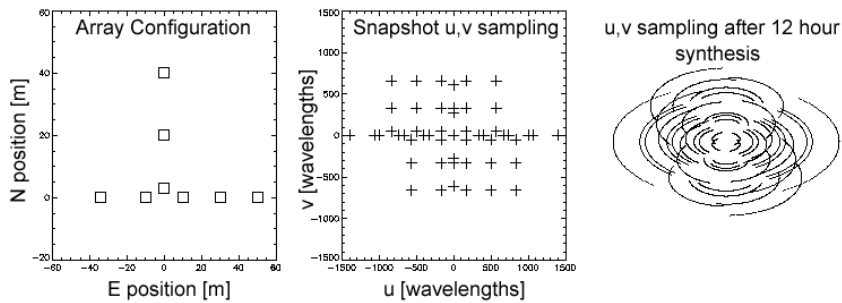 Array Configuration
Snapshot u,v sampling
u,v sampling after 12 hour
synthesis
N position [m]
60
40
20
0
-20
-60 -40 -20 0 20 40 60
E position [m]
v [wavelengths]
1500
1000
500
0
-500
-1000
-1500
-1500 -1000 -500 0 500 1000 1500
u [wavelengths]